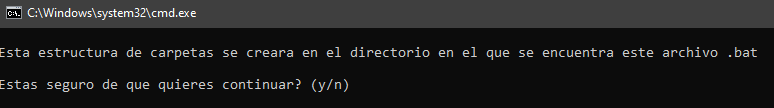 C:\Windows\system32\cmd.exe
Esta estructura de carpetas se creara en el directorio en el que se encuentra este archivo .bat
Estas seguro de que quieres continuar? (y/n)